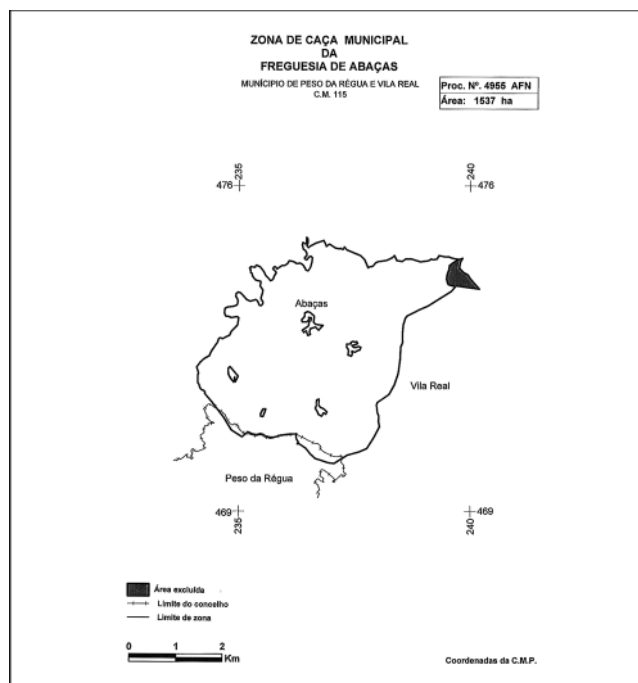 ZONA DE CAÇA MUNICIPAL
DA
FREGUESIA DE ABAÇAS
MUNÍCIPIO DE PESO DA RÉGUA E VILA REAL
C.M. 115
Proc. Nº. 4955 AFN
Área: 1537 ha
235
476
240
476
Abaças
Vila Real
Peso da Régua
469
235
469
240
Área excluída
Limite do concelho
Limite de zona
0 1 2
Km
Coordenadas da C.M.P.